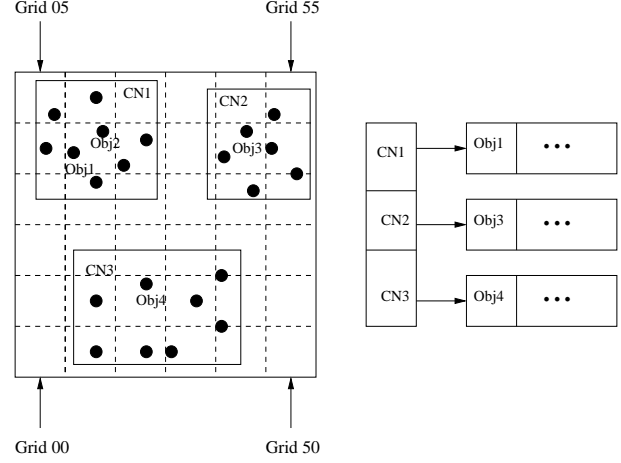 Grid 05
Grid 55
CN1
CN2
Obj2
Obj1
Obj3
CN3
Obj4
Grid 00
Grid 50
CN1
Obj1
•••
CN2
Obj3
•••
CN3
Obj4
•••